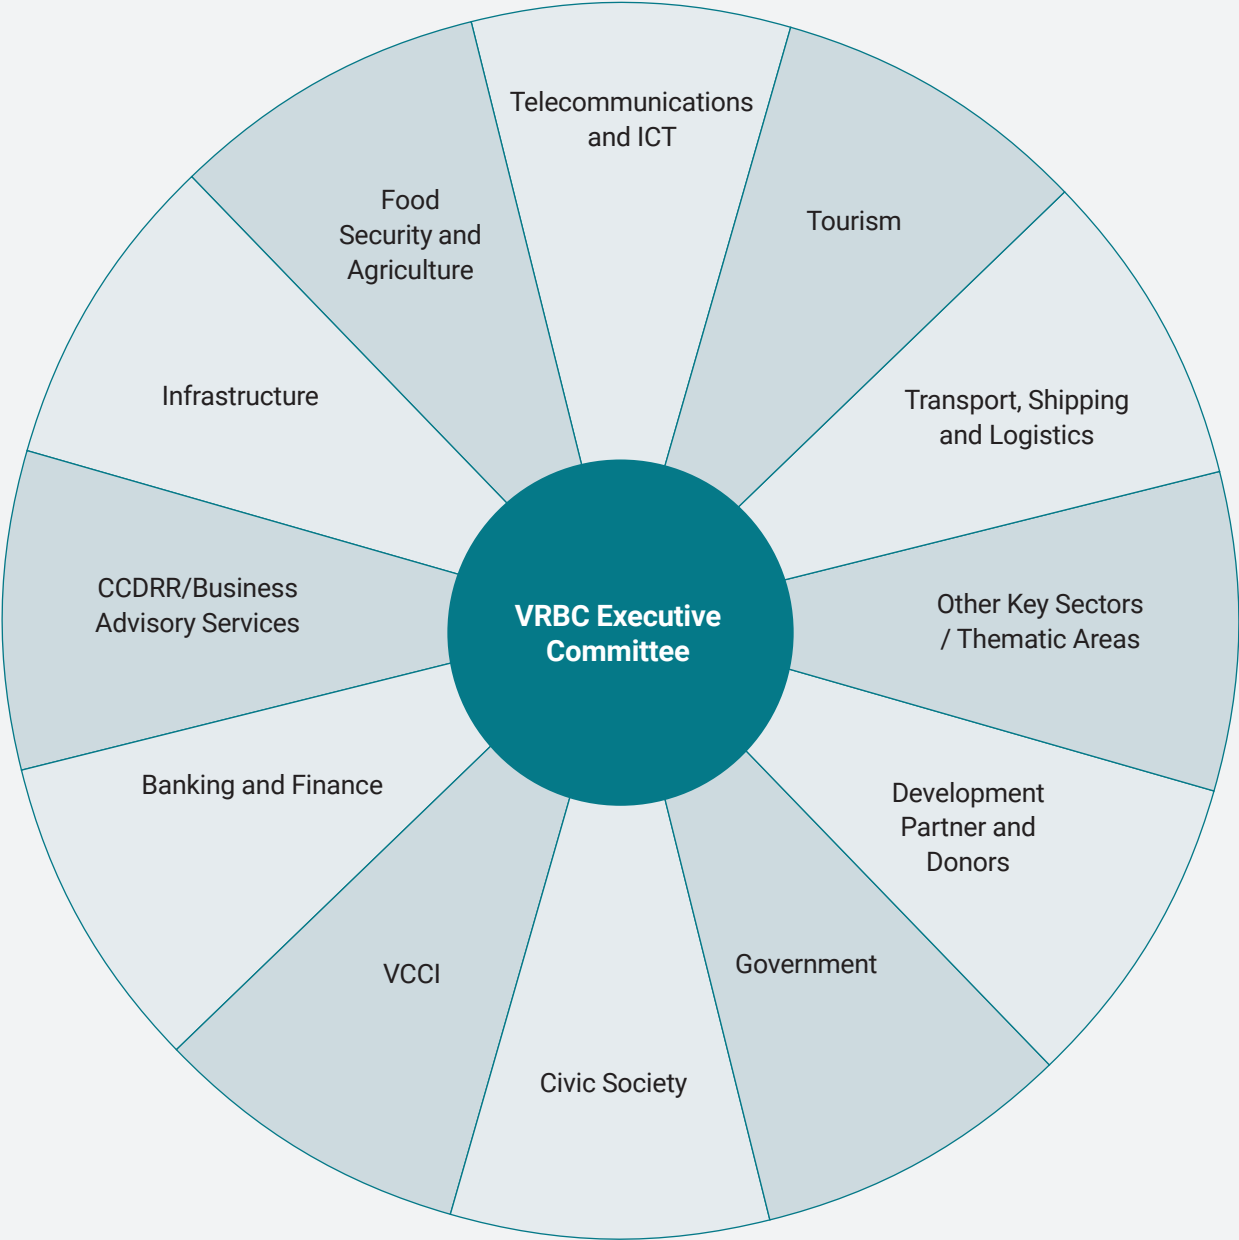 Telecommunications
and ICT
Tourism
Transport, Shipping
and Logistics
Other Key Sectors
/ Thematic Areas
Development
Partner and
Donors
Government
Civic Society
VCCI
Banking and Finance
CCDRR/Business
Advisory Services
Infrastructure
Food
Security and
Agriculture
VRBC Executive
Committee